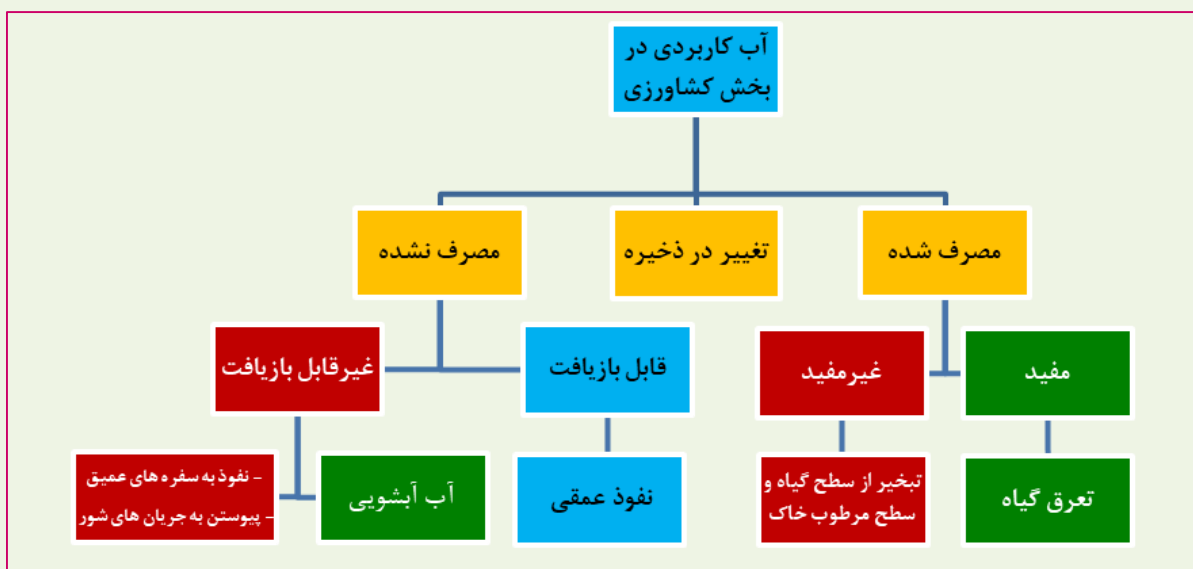 آب کاربردی در
بخش کشاورزی
مصرف شده
تغییر در ذخیره
مصرف نشده
مفید
غیرمفید
قابل بازیافت
غیرقابل بازیافت
تعرق گیاه
تبخیر از سطح گیاه و
سطح مرطوب خاک
نفوذ عمقی
آب آبشویی
- نفوذ به سفره های عمیق
- پیوستن به جریان های شور